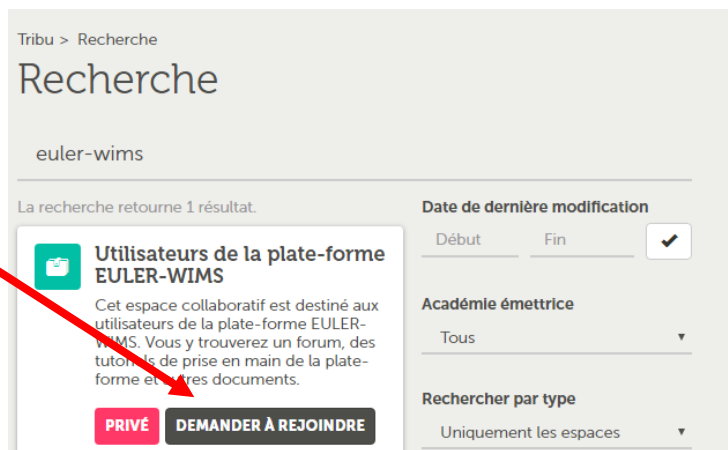 Tribu > Recherche
Recherche
euler-wims
La recherche retourne 1 résultat.
Utilisateurs de la plate-forme
EULER-WIMS
Cet espace collaboratif est destiné aux
utilisateurs de la plate-forme EULER-
WIMS. Vous y trouverez un forum, des
tutoriels de prise en main de la plate-
forme et autres documents.
PRIVÉ DEMANDER À REJOINDRE
Date de dernière modification
Début Fin
Académie émettrice
Tous
Rechercher par type
Uniquement les espaces